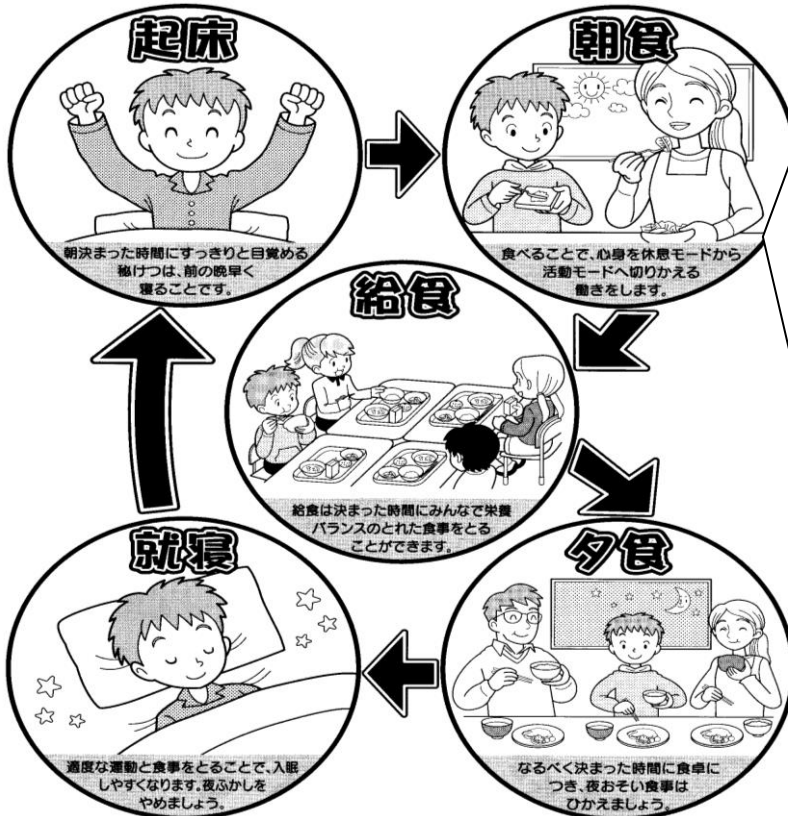 起床
朝決まった時間にすっきりと目覚める
秘けつは、前の晩早く
寝ることです。
朝食
食べることで、心身を休息モードから
活動モードへ切りかえる
働きをします。
給食
給食は決まった時間にみんなで栄養
バランスのとれた食事をとる
ことができます。
夕食
なるべく決まった時間に食卓に
つき、夜おそい食事は
ひかえましょう。
就寝
適度な運動と食事をとることで、入眠
しやすくなります。夜ふかしを
やめましょう。